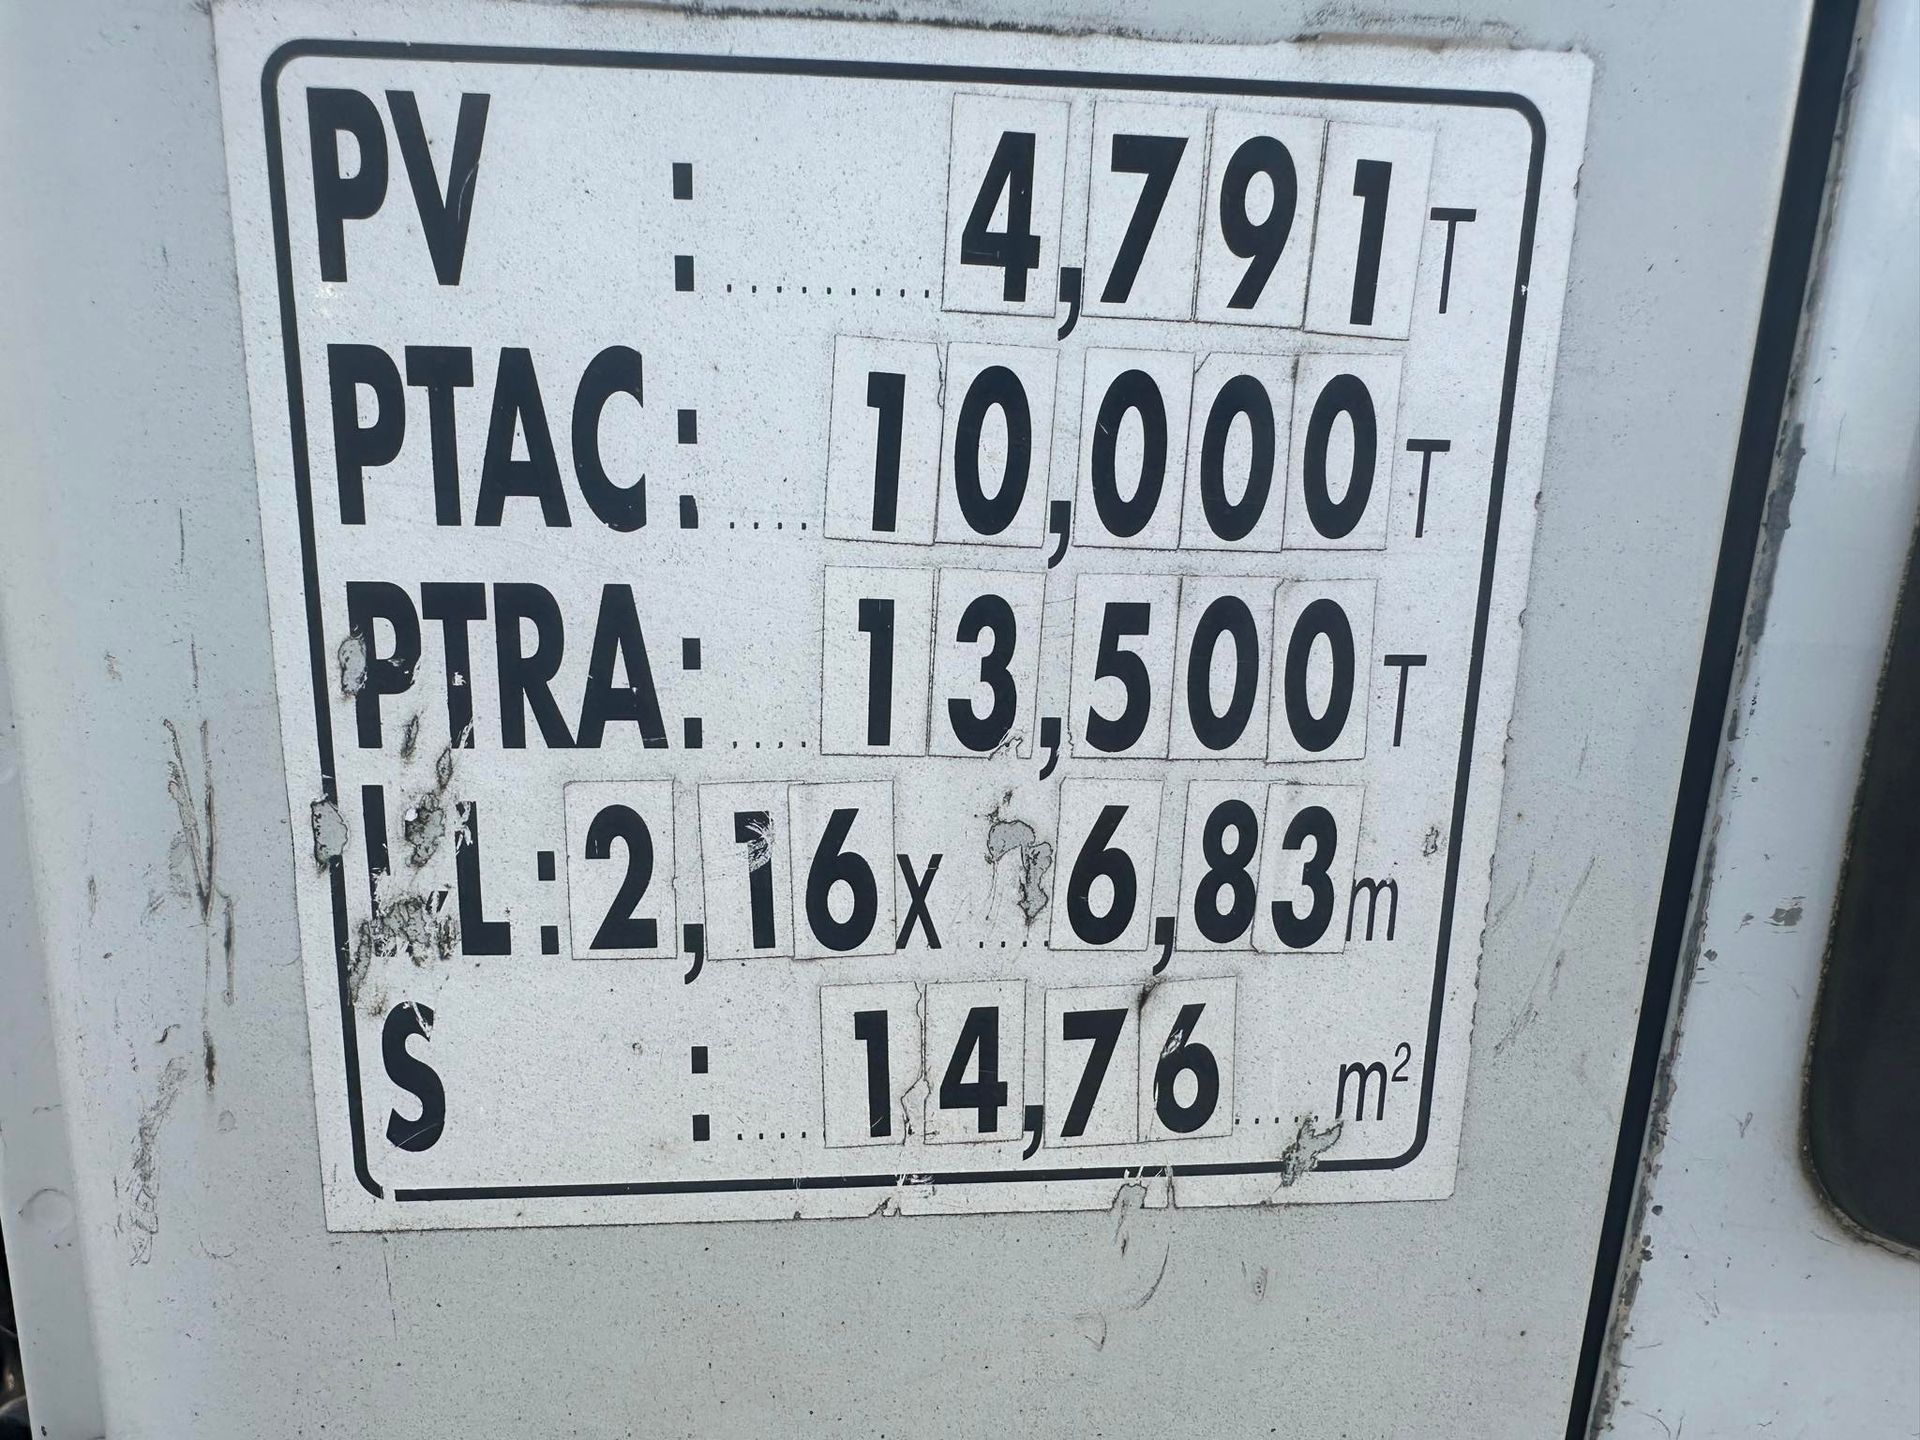 PV : .......... 4,791 T
PTAC : .... 10,000 T
PTRA : .... 13,500 T
L : 2,16 X .... 6,83 m
S : .... 14,76 ..... m²